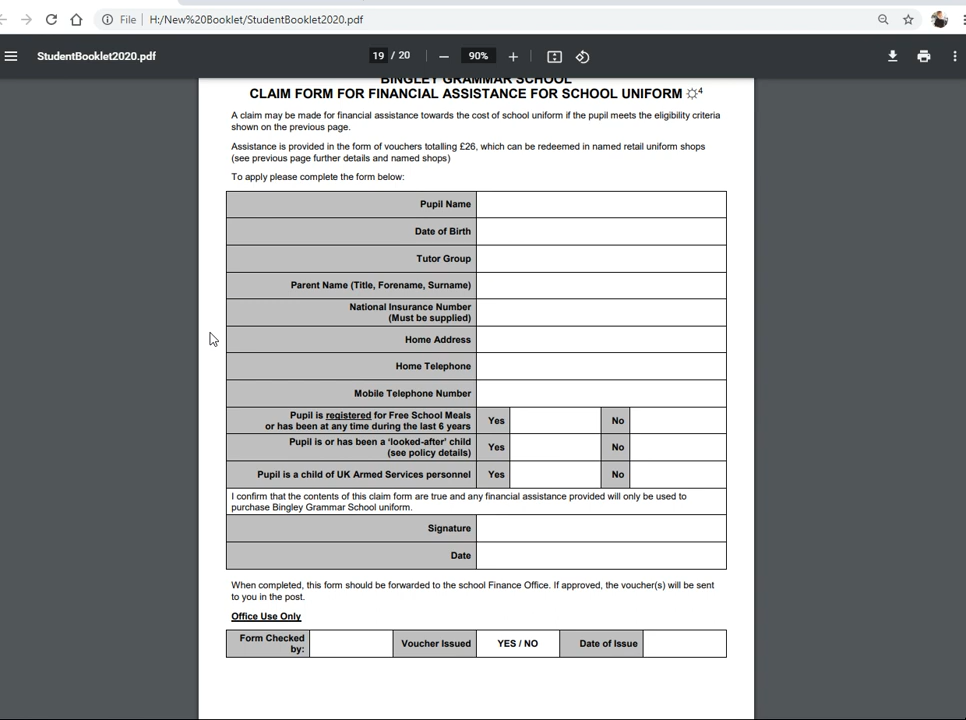 File H:/New%20Booklet/StudentBooklet2020.pdf
StudentBooklet2020.pdf 19 / 20 90%
BINGLEY GRAMMAR SCHOOL
CLAIM FORM FOR FINANCIAL ASSISTANCE FOR SCHOOL UNIFORM ☼4
A claim may be made for financial assistance towards the cost of school uniform if the pupil meets the eligibility criteria
shown on the previous page.
Assistance is provided in the form of vouchers totalling £26, which can be redeemed in named retail uniform shops
(see previous page further details and named shops)
To apply please complete the form below:
Pupil Name
Date of Birth
Tutor Group
Parent Name (Title, Forename, Surname)
National Insurance Number
(Must be supplied)
Home Address
Home Telephone
Mobile Telephone Number
Pupil is registered for Free School Meals
or has been at any time during the last 6 years
Yes No
Pupil is or has been a ‘looked-after’ child
(see policy details)
Yes No
Pupil is a child of UK Armed Services personnel Yes No
I confirm that the contents of this claim form are true and any financial assistance provided will only be used to
purchase Bingley Grammar School uniform.
Signature
Date
When completed, this form should be forwarded to the school Finance Office. If approved, the voucher(s) will be sent
to you in the post.
Office Use Only
Form Checked
by:
Voucher Issued YES / NO Date of Issue